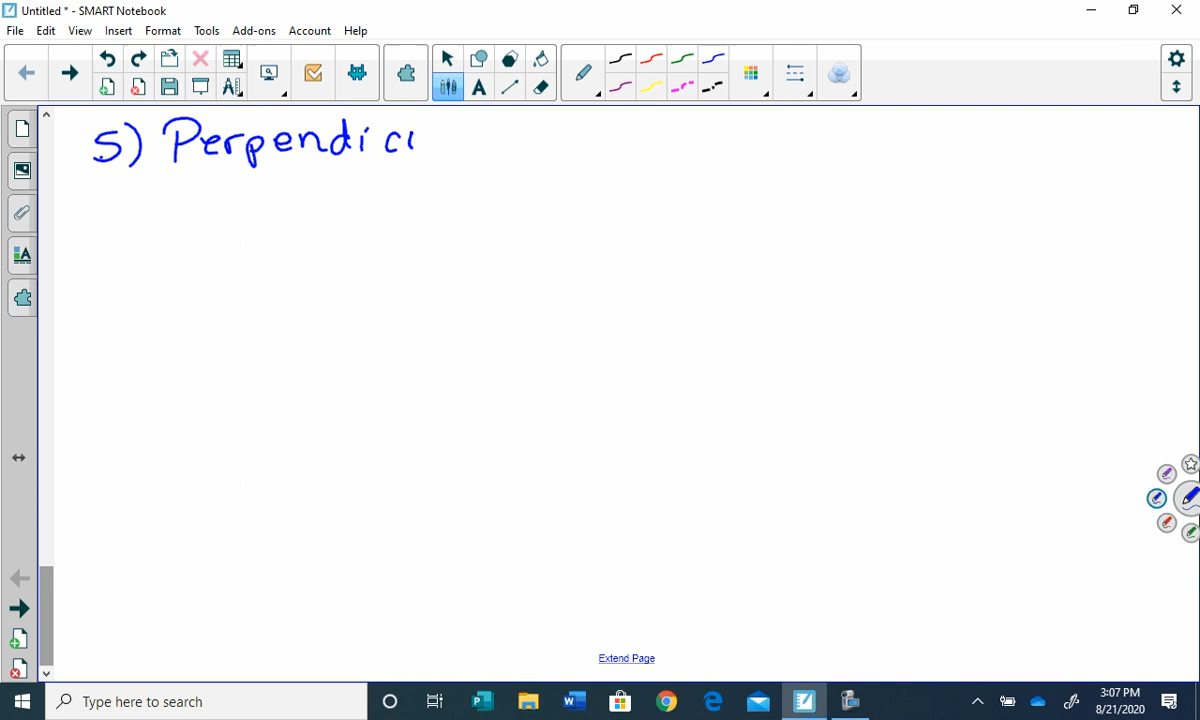 Untitled * - SMART Notebook
File Edit View Insert Format Tools Add-ons Account Help
5) Perpendic
Extend Page
Type here to search
3:07 PM
8/21/2020